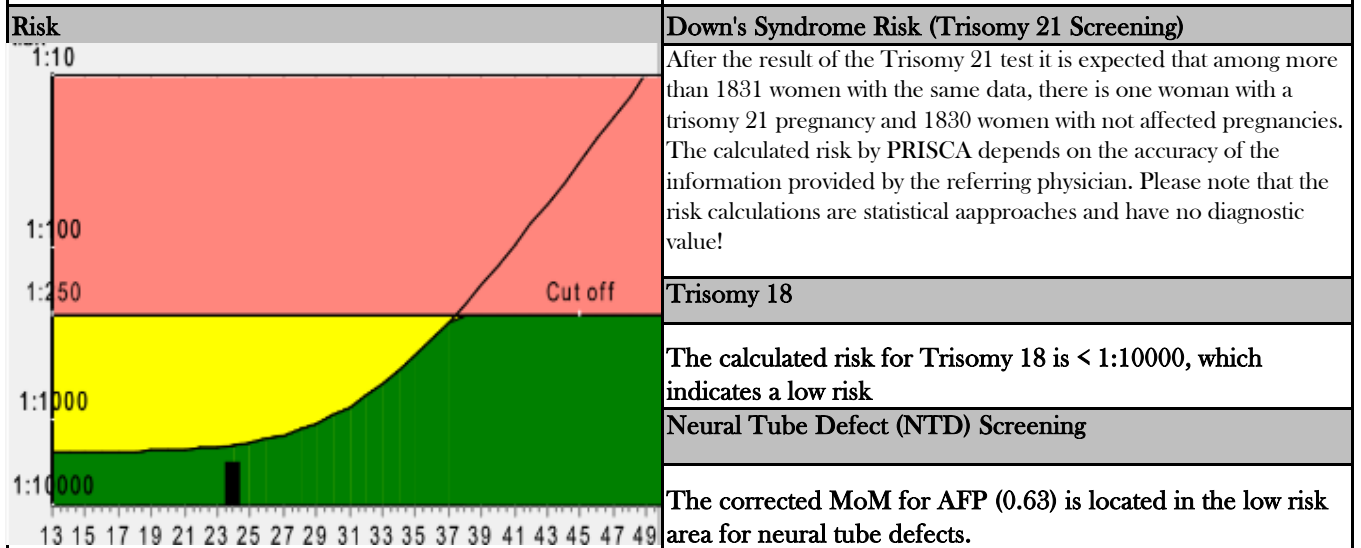 Risk
1:10
1:100
1:250
Cut off
1:1000
1:10000
13 15 17 19 21 23 25 27 29 31 33 35 37 39 41 43 45 47 49
Down's Syndrome Risk (Trisomy 21 Screening)
After the result of the Trisomy 21 test it is expected that among more
than 1831 women with the same data, there is one woman with a
trisomy 21 pregnancy and 1830 women with not affected pregnancies.
The calculated risk by PRISCA depends on the accuracy of the
information provided by the referring physician. Please note that the
risk calculations are statistical aapproaches and have no diagnostic
value!
Trisomy 18
The calculated risk for Trisomy 18 is < 1:10000, which
indicates a low risk
Neural Tube Defect (NTD) Screening
The corrected MoM for AFP (0.63) is located in the low risk
area for neural tube defects.